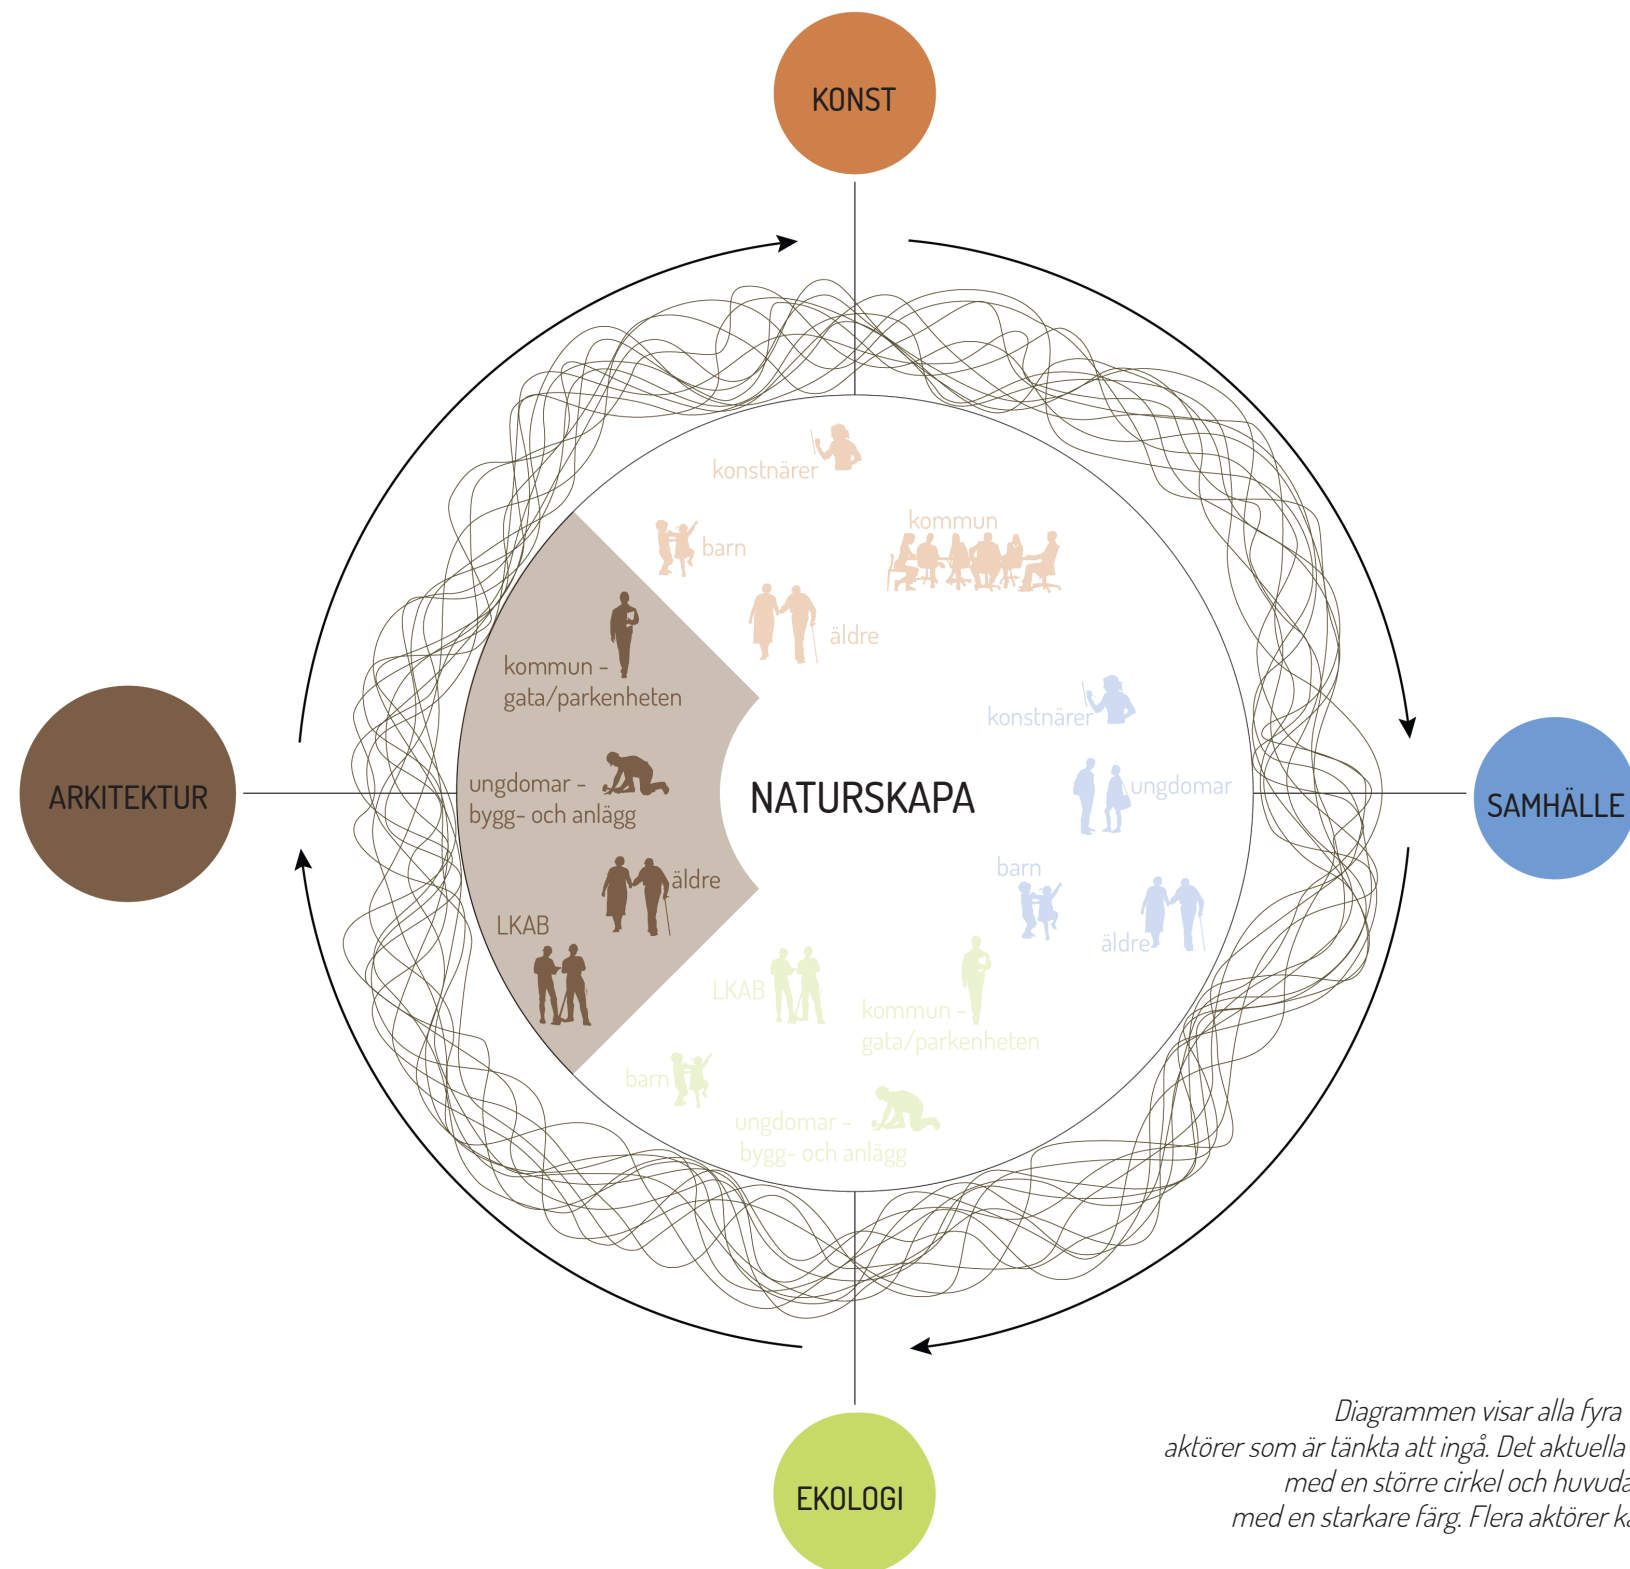 KONST
konstnärer
kommun
barn
äldre
kommun -
gata/parkenheten
konstnärer
ungdomar -
bygg- och anlägg
NATURSKAPA
ungdomar
ARKITEKTUR
SAMHÄLLE
äldre
barn
LKAB
äldre
LKAB
kommun -
gata/parkenheten
barn
ungdomar -
bygg- och anlägg
EKOLOGI
Diagrammen visar alla fyra
aktörer som är tänkta att ingå. Det aktuella
med en större cirkel och
med en starkare färg. Flera aktörer